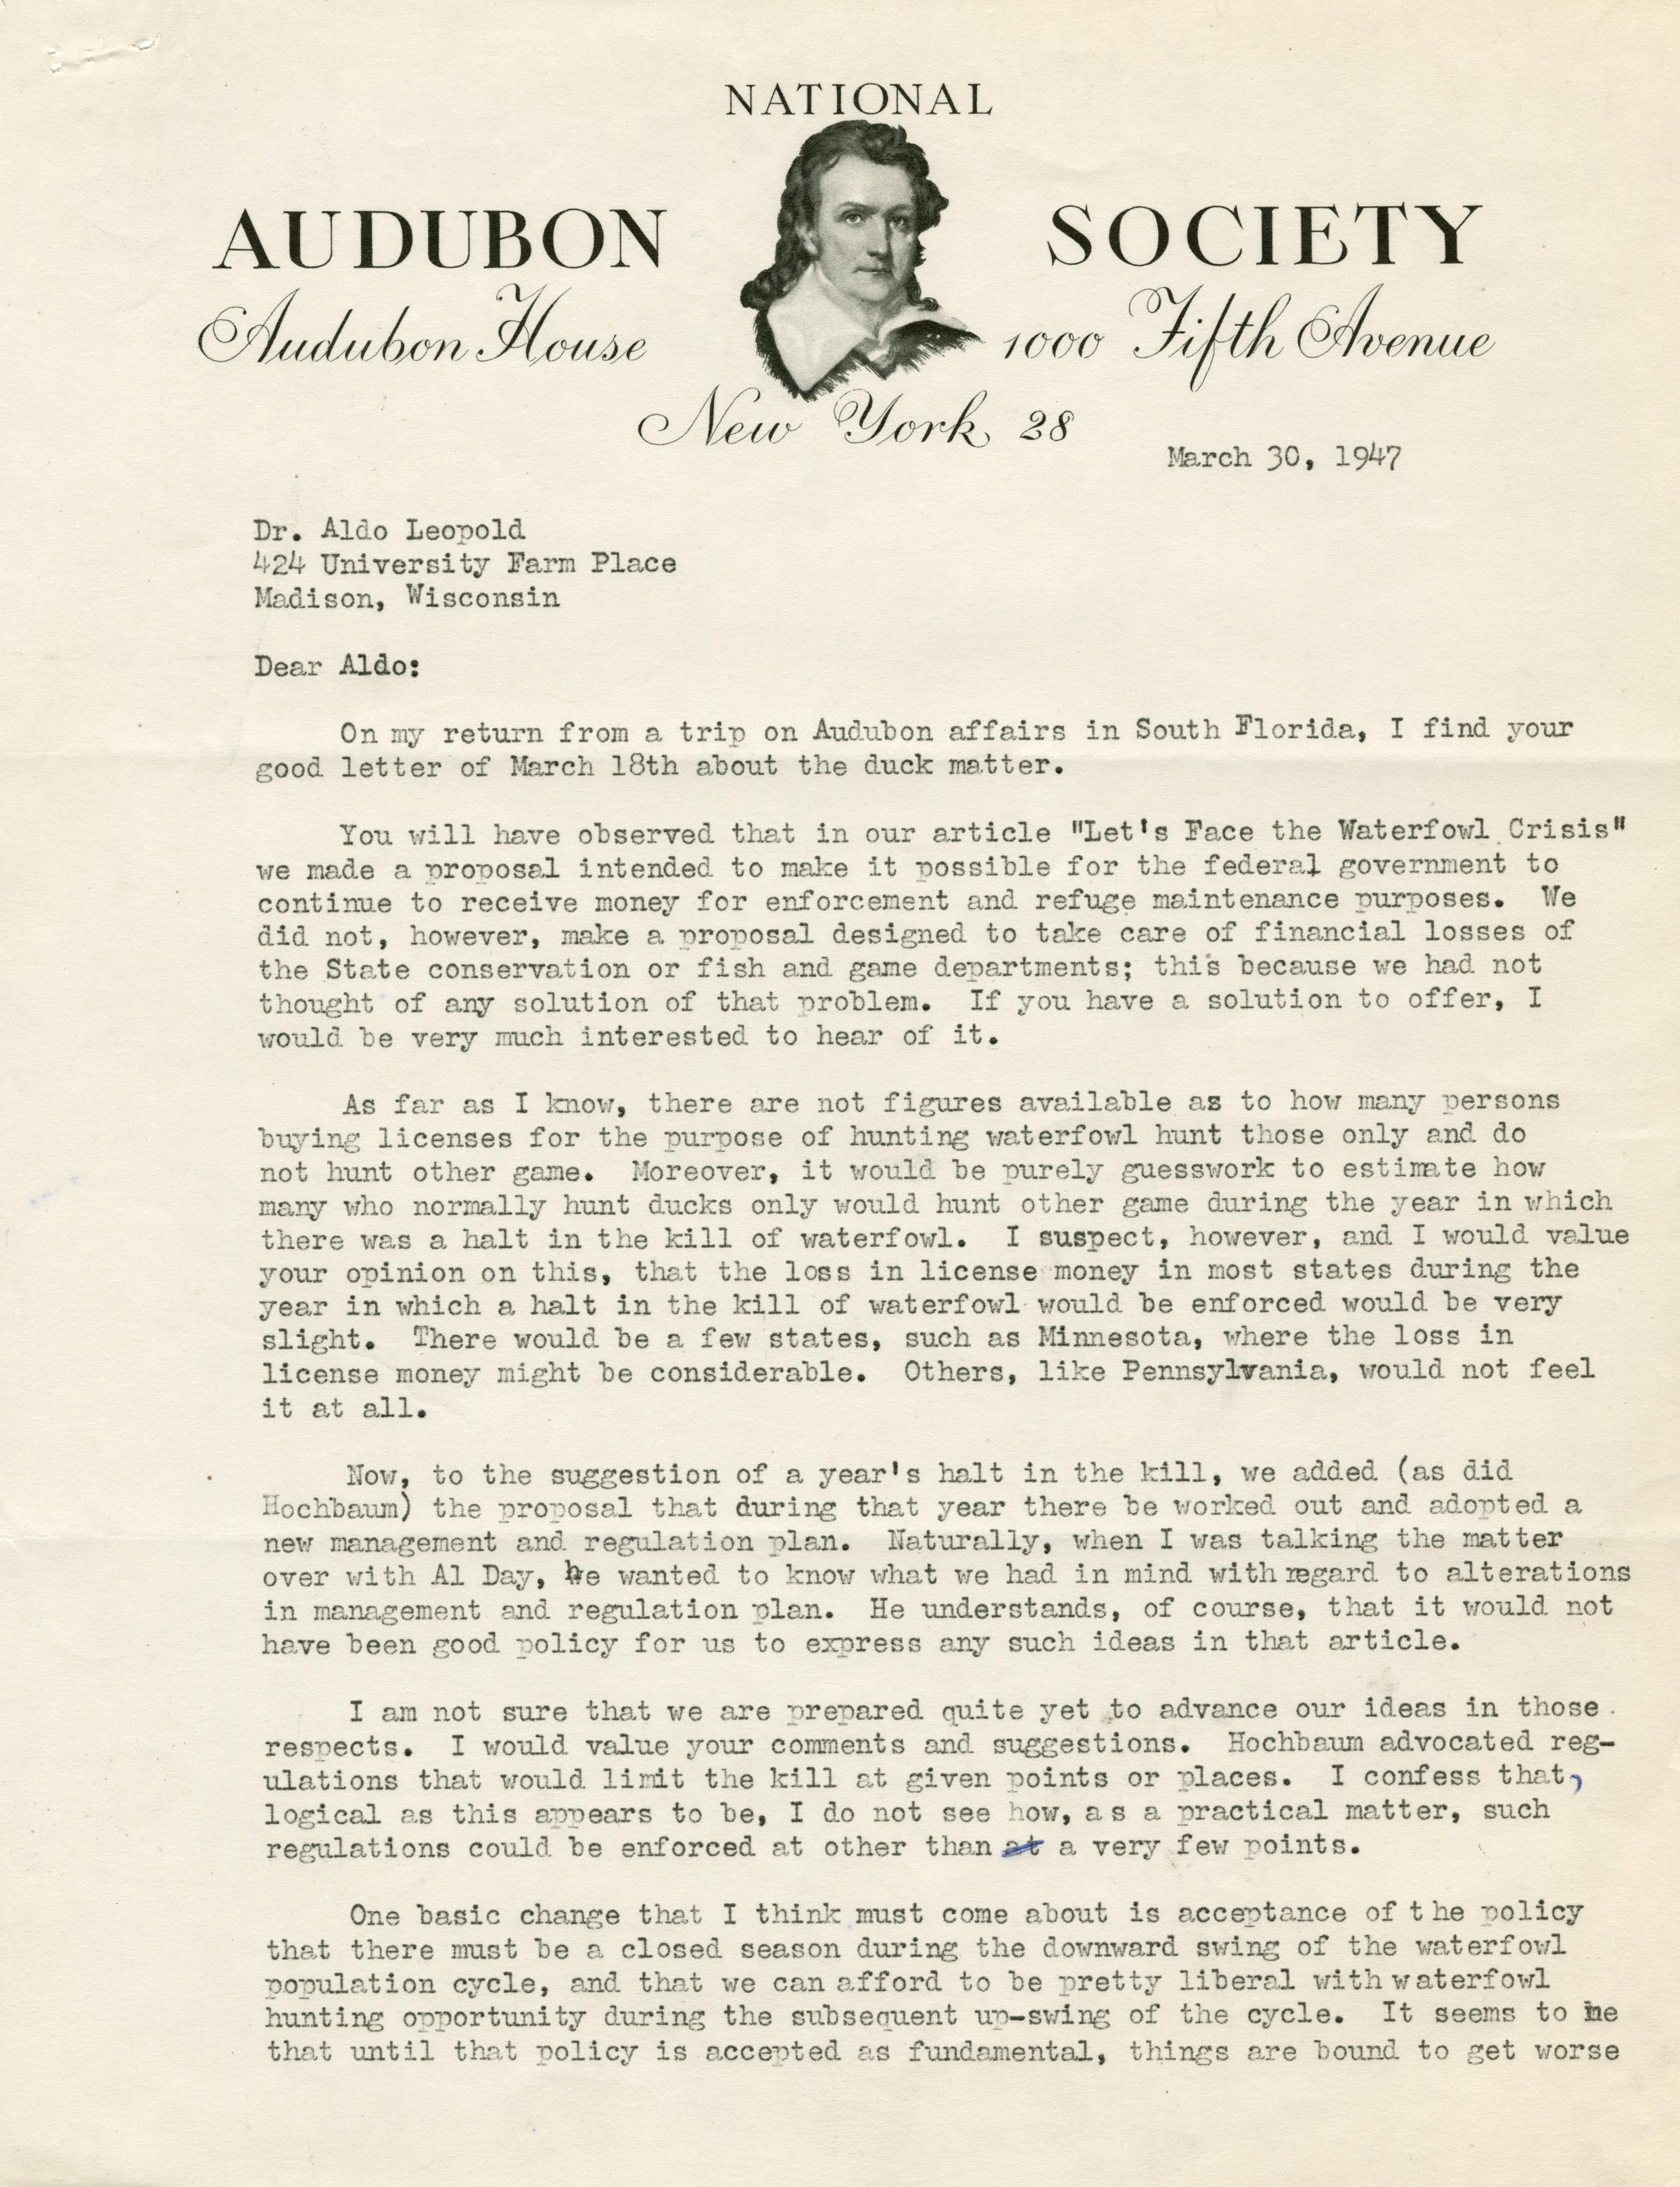 NATIONAL
AUDUBON SOCIETY
Audubon House 1000 Fifth Avenue
New York 28
March 30, 1947
Dr. Aldo Leopold
424 University Farm Place
Madison, Wisconsin
Dear Aldo:
On my return from a trip on Audubon affairs in South Florida, I find your
good letter of March 18th about the duck matter.
You will have observed that in our article "Let's Face the Waterfowl Crisis"
we made a proposal intended to make it possible for the federal government to
continue to receive money for enforcement and refuge maintenance purposes. We
did not, however, make a proposal designed to take care of financial losses of
the State conservation or fish and game departments; this because we had not
thought of any solution of that problem. If you have a solution to offer, I
would be very much interested to hear of it.
As far as I know, there are not figures available as to how many persons
buying licenses for the purpose of hunting waterfowl hunt those only and do
not hunt other game. Moreover, it would be purely guesswork to estimate how
many who normally hunt ducks only would hunt other game during the year in which
there was a halt in the kill of waterfowl. I suspect, however, and I would value
your opinion on this, that the loss in license money in most states during the
year in which a halt in the kill of waterfowl would be enforced would be very
slight. There would be a few states, such as Minnesota, where the loss in
license money might be considerable. Others, like Pennsylvania, would not feel
it at all.
Now, to the suggestion of a year's halt in the kill, we added (as did
Hochbaum) the proposal that during that year there be worked out and adopted a
new management and regulation plan. Naturally, when I was talking the matter
over with Al Day, he wanted to know what we had in mind with regard to alterations
in management and regulation plan. He understands, of course, that it would not
have been good policy for us to express any such ideas in that article.
I am not sure that we are prepared quite yet to advance our ideas in those
respects. I would value your comments and suggestions. Hochbaum advocated reg-
ulations that would limit the kill at given points or places. I confess that,
logical as this appears to be, I do not see how, as a practical matter, such
regulations could be enforced at other than at a very few points.
One basic change that I think must come about is acceptance of the policy
that there must be a closed season during the downward swing of the waterfowl
population cycle, and that we can afford to be pretty liberal with waterfowl
hunting opportunity during the subsequent up-swing of the cycle. It seems to me
that until that policy is accepted as fundamental, things are bound to get worse